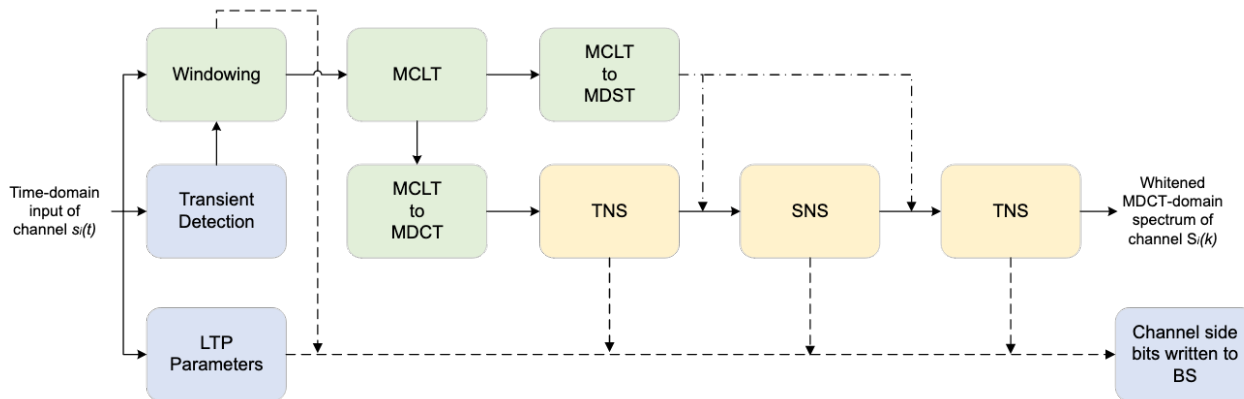 Windowing
MCLT
MCLT
to
MDST
Time-domain
input of
channel sᵢ(t)
Transient
Detection
MCLT
to
MDCT
TNS
SNS
TNS
Whitened
MDCT-domain
spectrum of
channel Sᵢ(k)
LTP
Parameters
Channel side
bits written to
BS